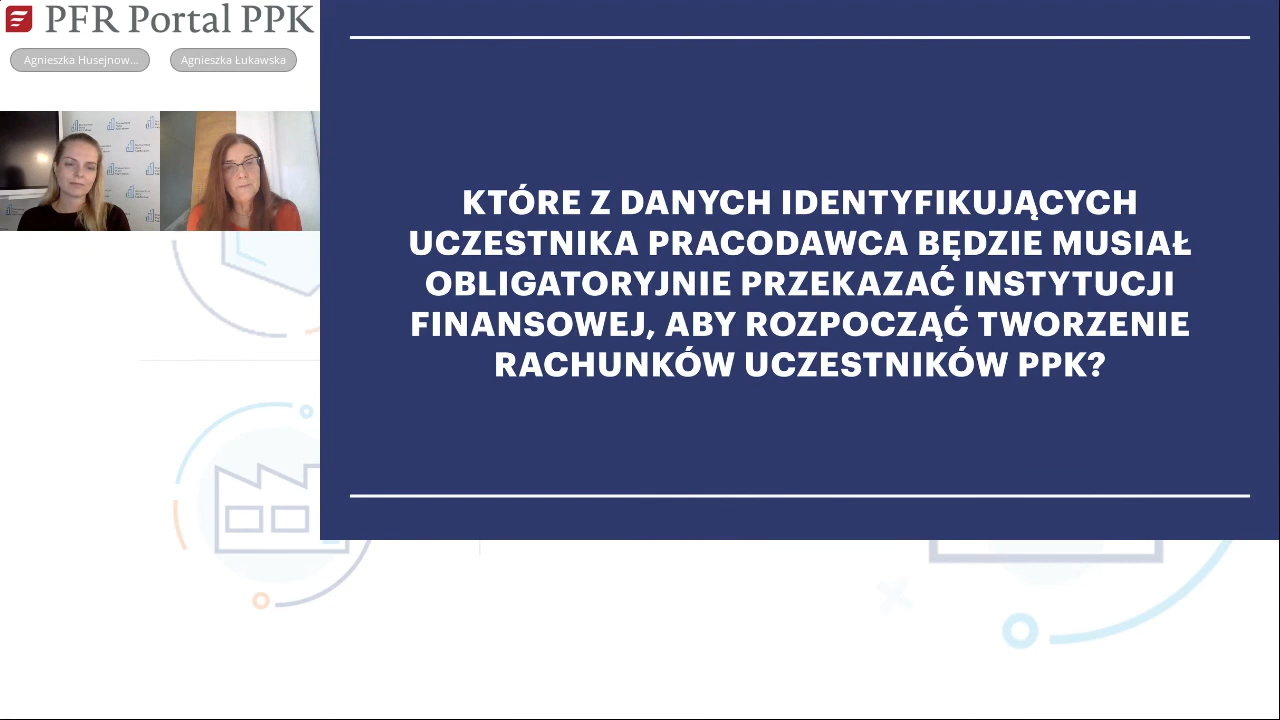 PFR Portal PPK
Agnieszka Husejnow...
Agnieszka Łukawska
KTÓRE Z DANYCH IDENTYFIKUJĄCYCH
UCZESTNIKA PRACODAWCA BĘDZIE MUSIAŁ
OBLIGATORYJNIE PRZEKAZAĆ INSTYTUCJI
FINANSOWEJ, ABY ROZPOCZĄĆ TWORZENIE
RACHUNKÓW UCZESTNIKÓW PPK?